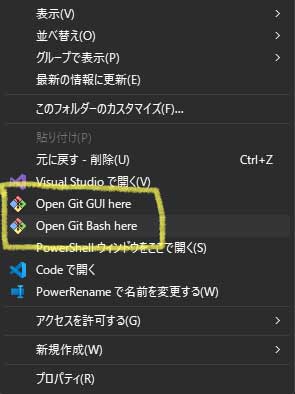 表示(V)
並べ替え(O)
グループで表示(P)
最新の情報に更新(E)
このフォルダーのカスタマイズ(F)...
貼り付け(P)
元に戻す - 削除(U) Ctrl+Z
Visual Studio で開く(V)
Open Git GUI here
Open Git Bash here
PowerShell ウィンドウをここで開く(S)
Code で開く
PowerRename で名前を変更する(W)
アクセスを許可する(G)
新規作成(W)
プロパティ(R)